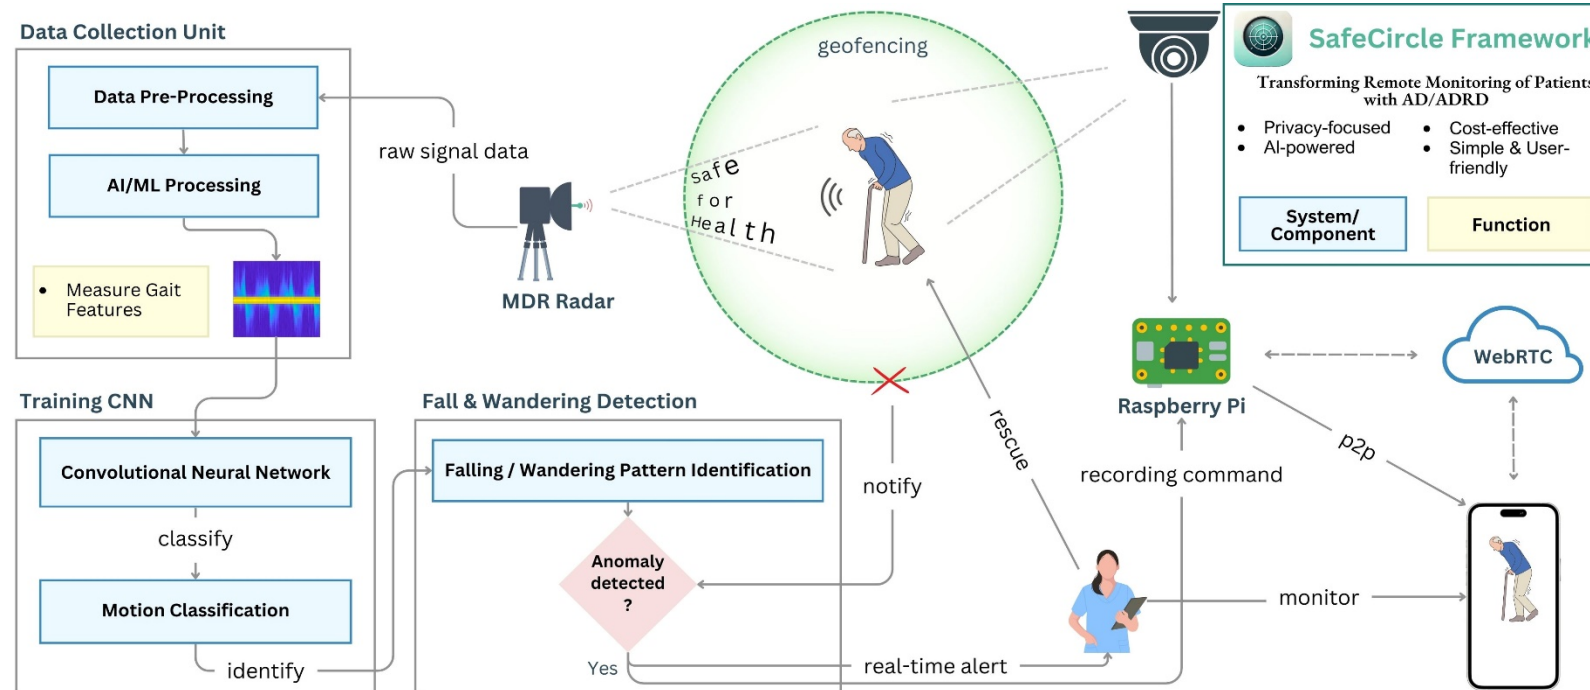 Data Collection Unit
Data Pre-Processing
AI/ML Processing
• Measure Gait
Features
raw signal data
MDR Radar
geofencing
Safe
for
Health
SafeCircle Framework
Transforming Remote Monitoring of Patients
with AD/ADRD
• Privacy-focused
• AI-powered
• Cost-effective
• Simple & User-
friendly
System/
Component
Function
Training CNN
Convolutional Neural Network
classify
Motion Classification
identify
Fall & Wandering Detection
Falling / Wandering Pattern Identification
Anomaly
detected
?
Yes
notify
real-time alert
rescue
Raspberry Pi
recording command
WebRTC
p2p
monitor